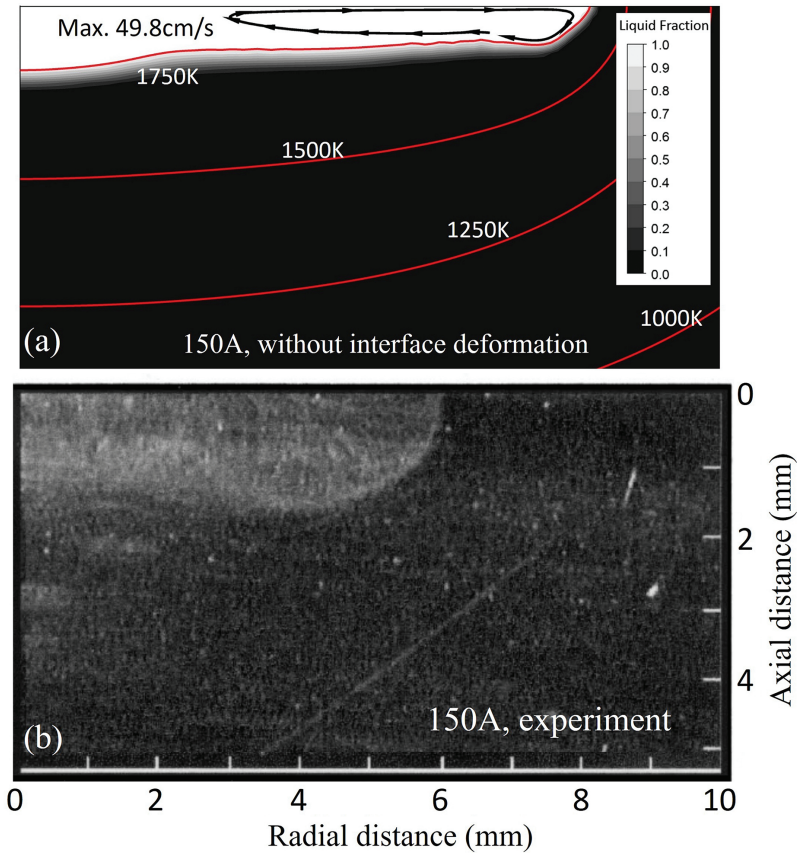 Max. 49.8cm/s
Liquid Fraction
1.0
0.9
0.8
0.7
0.6
0.5
0.4
0.3
0.2
0.1
0.0
1750K
1500K
1250K
1000K
(a)
150A, without interface deformation
0
2
4
Axial distance (mm)
150A, experiment
(b)
0 2 4 6 8 10
Radial distance (mm)